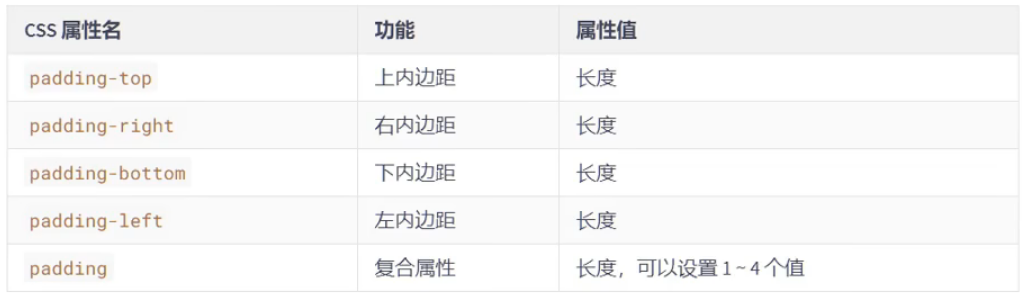 CSS 属性名 功能 属性值
padding-top 上内边距 长度
padding-right 右内边距 长度
padding-bottom 下内边距 长度
padding-left 左内边距 长度
padding 复合属性 长度，可以设置 1 ~ 4 个值